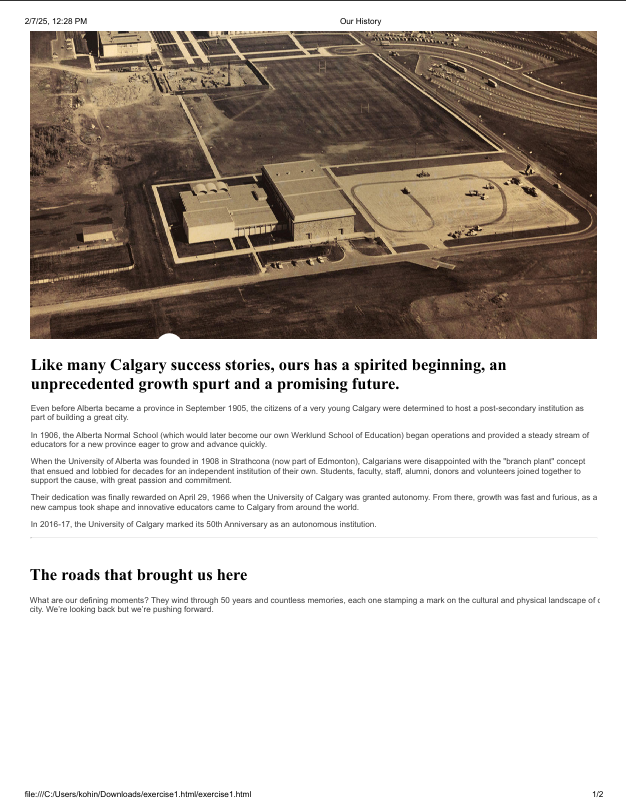 2/7/25, 12:28 PM Our History
Like many Calgary success stories, ours has a spirited beginning, an
unprecedented growth spurt and a promising future.
Even before Alberta became a province in September 1905, the citizens of a very young Calgary were determined to host a post-secondary institution as
part of building a great city.
In 1906, the Alberta Normal School (which would later become our own Werklund School of Education) began operations and provided a steady stream of
educators for a new province eager to grow and advance quickly.
When the University of Alberta was founded in 1908 in Strathcona (now part of Edmonton), Calgarians were disappointed with the "branch plant" concept
that ensued and lobbied for decades for an independent institution of their own. Students, faculty, staff, alumni, donors and volunteers joined together to
support the cause, with great passion and commitment.
Their dedication was finally rewarded on April 29, 1966 when the University of Calgary was granted autonomy. From there, growth was fast and furious, as a
new campus took shape and innovative educators came to Calgary from around the world.
In 2016-17, the University of Calgary marked its 50th Anniversary as an autonomous institution.
The roads that brought us here
What are our defining moments? They wind through 50 years and countless memories, each one stamping a mark on the cultural and physical landscape of
city. We're looking back but we're pushing forward.
file:///C:/Users/kohin/Downloads/exercise1.html/exercise1.html 1/2